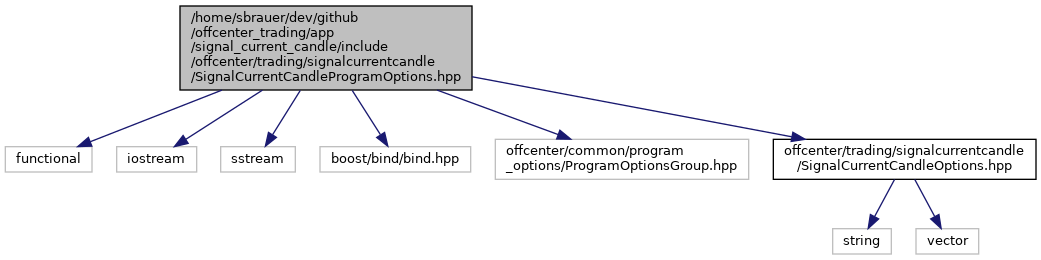 /home/sbrauer/dev/github
/offcenter_trading/app
/signal_current_candle/include
/offcenter/trading/signalcurrentcandle
/SignalCurrentCandleProgramOptions.hpp
functional
iostream
sstream
boost/bind/bind.hpp
offcenter/common/program
_options/ProgramOptionsGroup.hpp
offcenter/trading/signalcurrentcandle
/SignalCurrentCandleOptions.hpp
string
vector